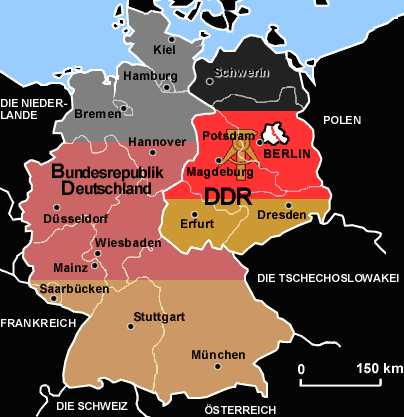 Kiel
Hamburg
Schwerin
DIE NIEDER-
LANDE
Bremen
POLEN
Hannover
Potsdam
BERLIN
Bundesrepublik
Deutschland
Magdeburg
DDR
Düsseldorf
Erfurt
Dresden
Wiesbaden
Mainz
DIE TSCHECHOSLOWAKEI
Saarbücken
FRANKREICH
Stuttgart
München
0
150 km
DIE SCHWEIZ
ÖSTERREICH